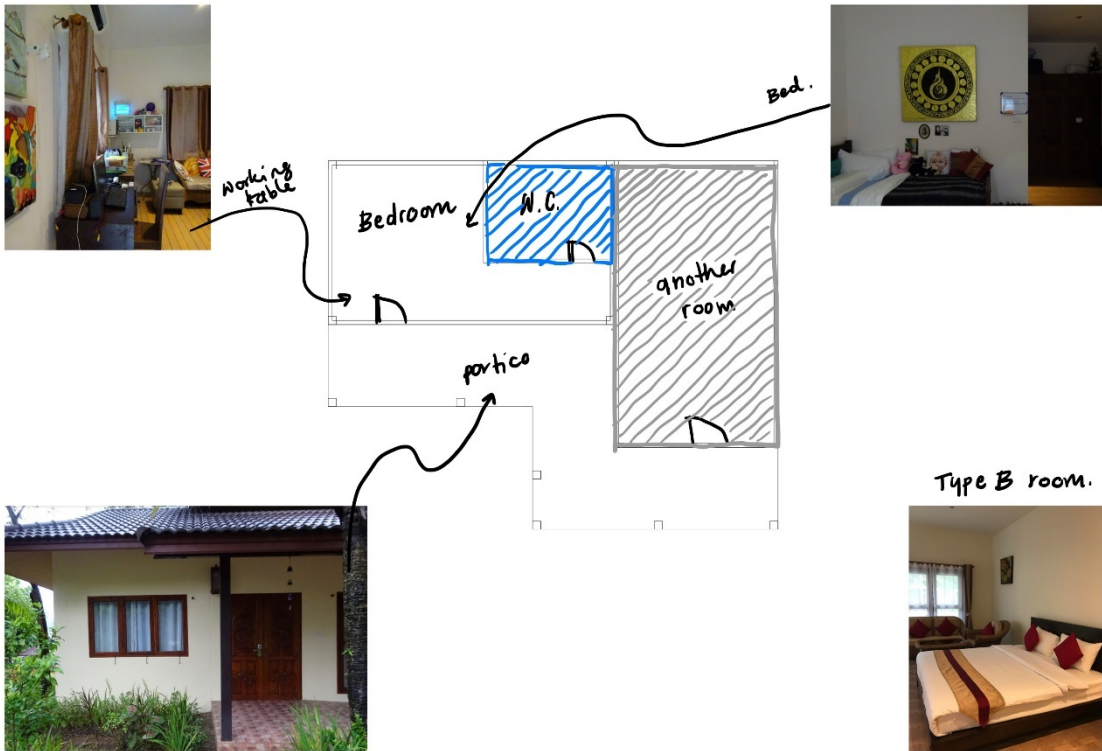 Bed.
Working
table
Bedroom
W.C.
another
room
portico
Type B room.